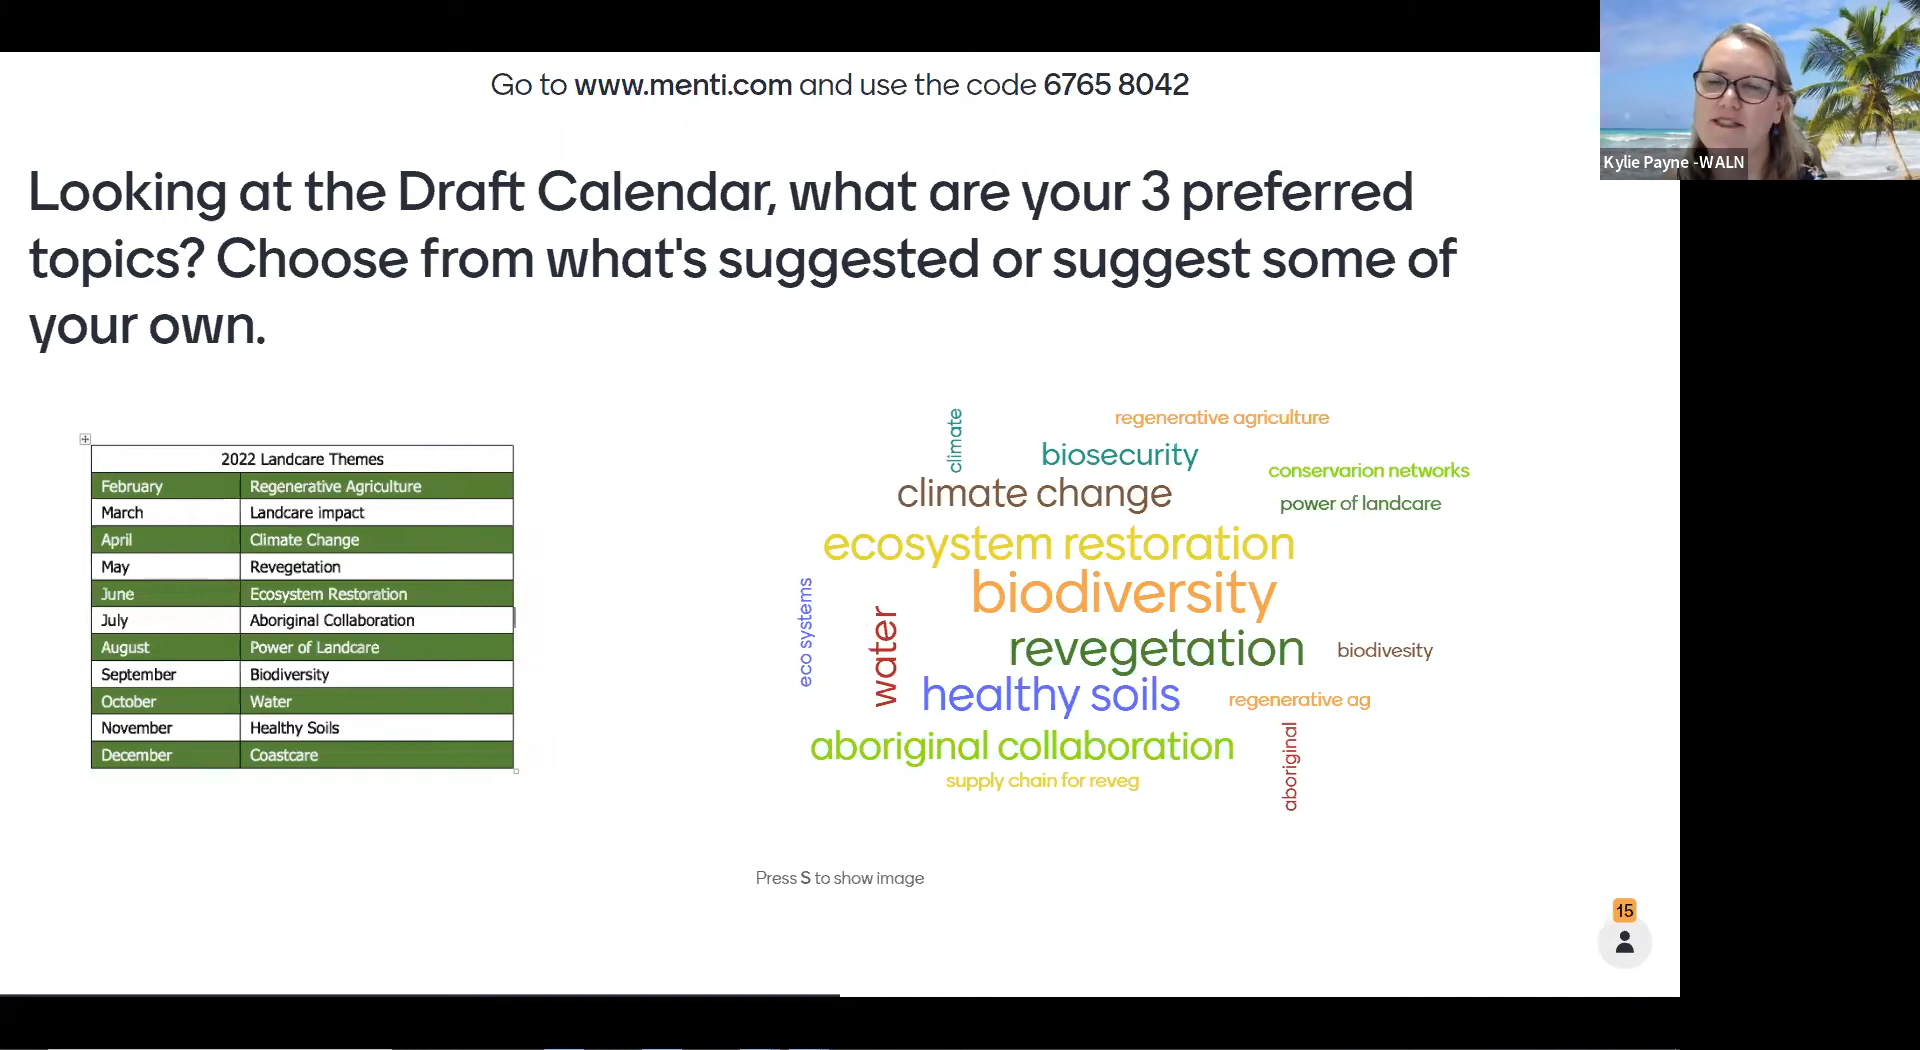 Go to www.menti.com and use the code 6765 8042
Kylie Payne -WALN
Looking at the Draft Calendar, what are your 3 preferred
topics? Choose from what's suggested or suggest some of
your own.
2022 Landcare Themes
February Regenerative Agriculture
March Landcare impact
April Climate Change
May Revegetation
June Ecosystem Restoration
July Aboriginal Collaboration
August Power of Landcare
September Biodiversity
October Water
November Healthy Soils
December Coastcare
climate
regenerative agriculture
biosecurity
conservarion networks
climate change
power of landcare
ecosystem restoration
biodiversity
eco systems
water
revegetation
biodivesity
healthy soils
regenerative ag
aboriginal collaboration
aboriginal
supply chain for reveg
Press S to show image
15